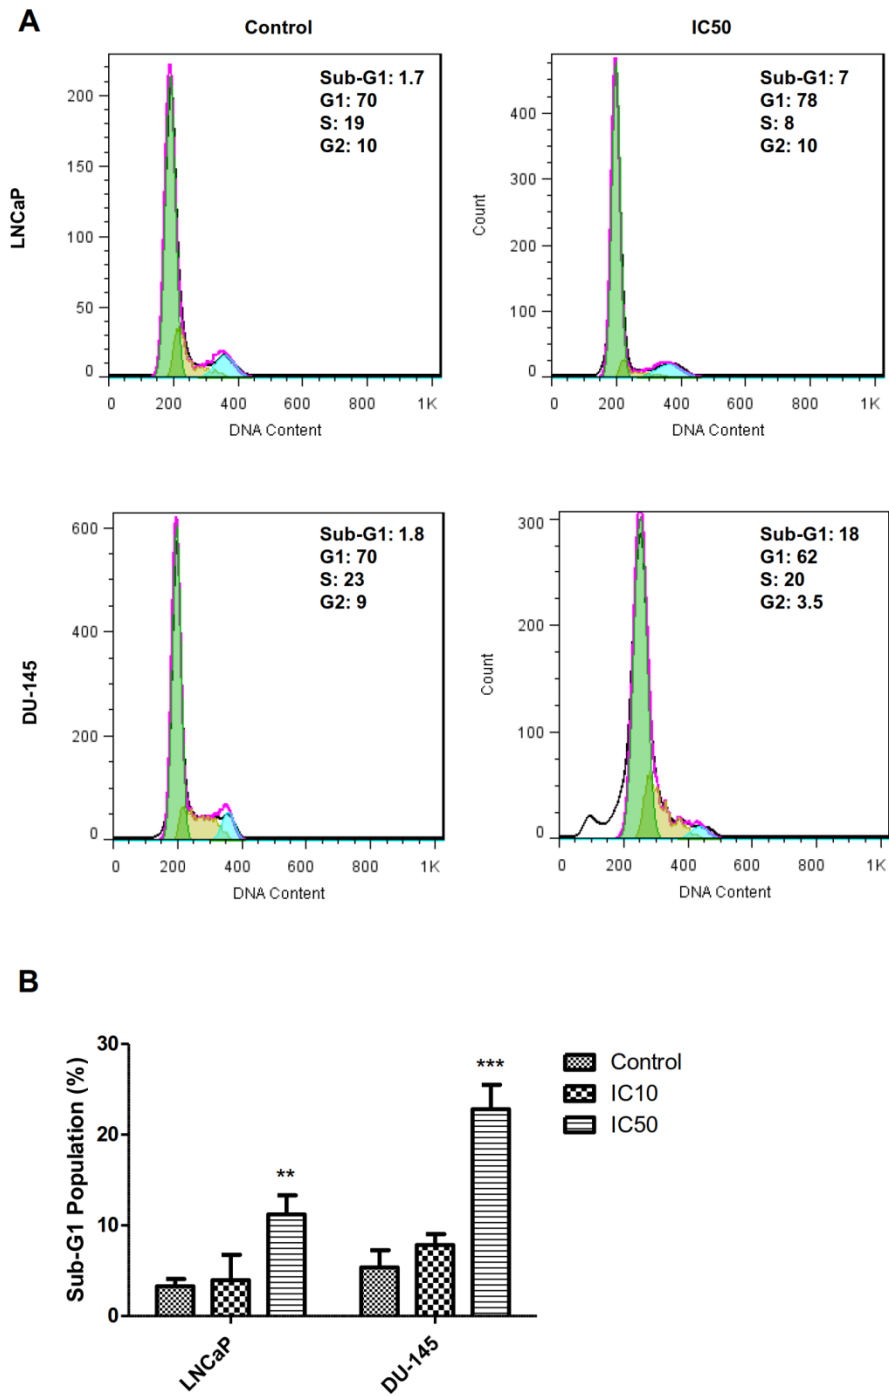 A
Control
IC50
LNCaP
Sub-G1: 1.7
G1: 70
S: 19
G2: 10
200
150
100
50
0
0 200 400 600 800 1K
DNA Content
Count
Sub-G1: 7
G1: 78
S: 8
G2: 10
400
300
200
100
0
0 200 400 600 800 1K
DNA Content
DU-145
Sub-G1: 1.8
G1: 70
S: 23
G2: 9
600
400
200
0
0 200 400 600 800 1K
DNA Content
Count
Sub-G1: 18
G1: 62
S: 20
G2: 3.5
300
200
100
0
0 200 400 600 800 1K
DNA Content
B
Sub-G1 Population (%)
30
20
10
0
**
***
LNCaP
DU-145
Control
IC10
IC50